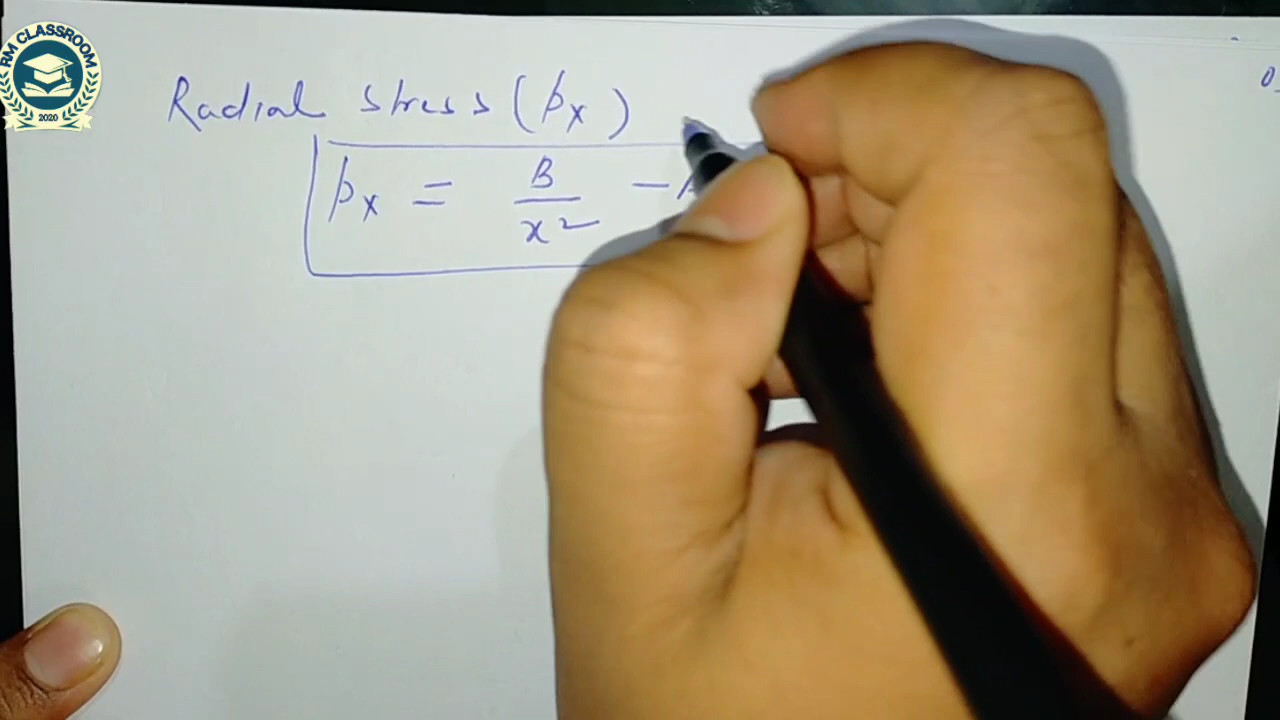 RM CLASSROOM
2020
Radial stress (px)
px = B/x² - A